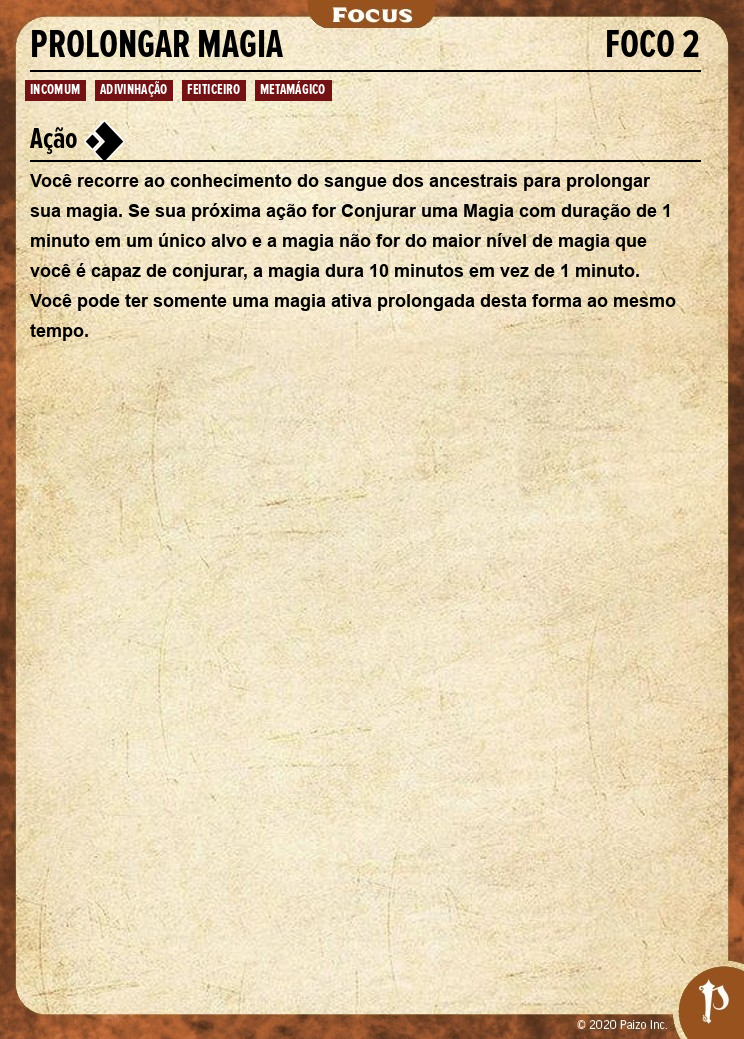 Focus
PROLONGAR MAGIA FOCO 2
INCOMUM ADIVINHAÇÃO FEITICEIRO METAMÁGICO
Ação
Você recorre ao conhecimento do sangue dos ancestrais para prolongar
sua magia. Se sua próxima ação for Conjurar uma Magia com duração de 1
minuto em um único alvo e a magia não for do maior nível de magia que
você é capaz de conjurar, a magia dura 10 minutos em vez de 1 minuto.
Você pode ter somente uma magia ativa prolongada desta forma ao mesmo
tempo.
© 2020 Paizo Inc.